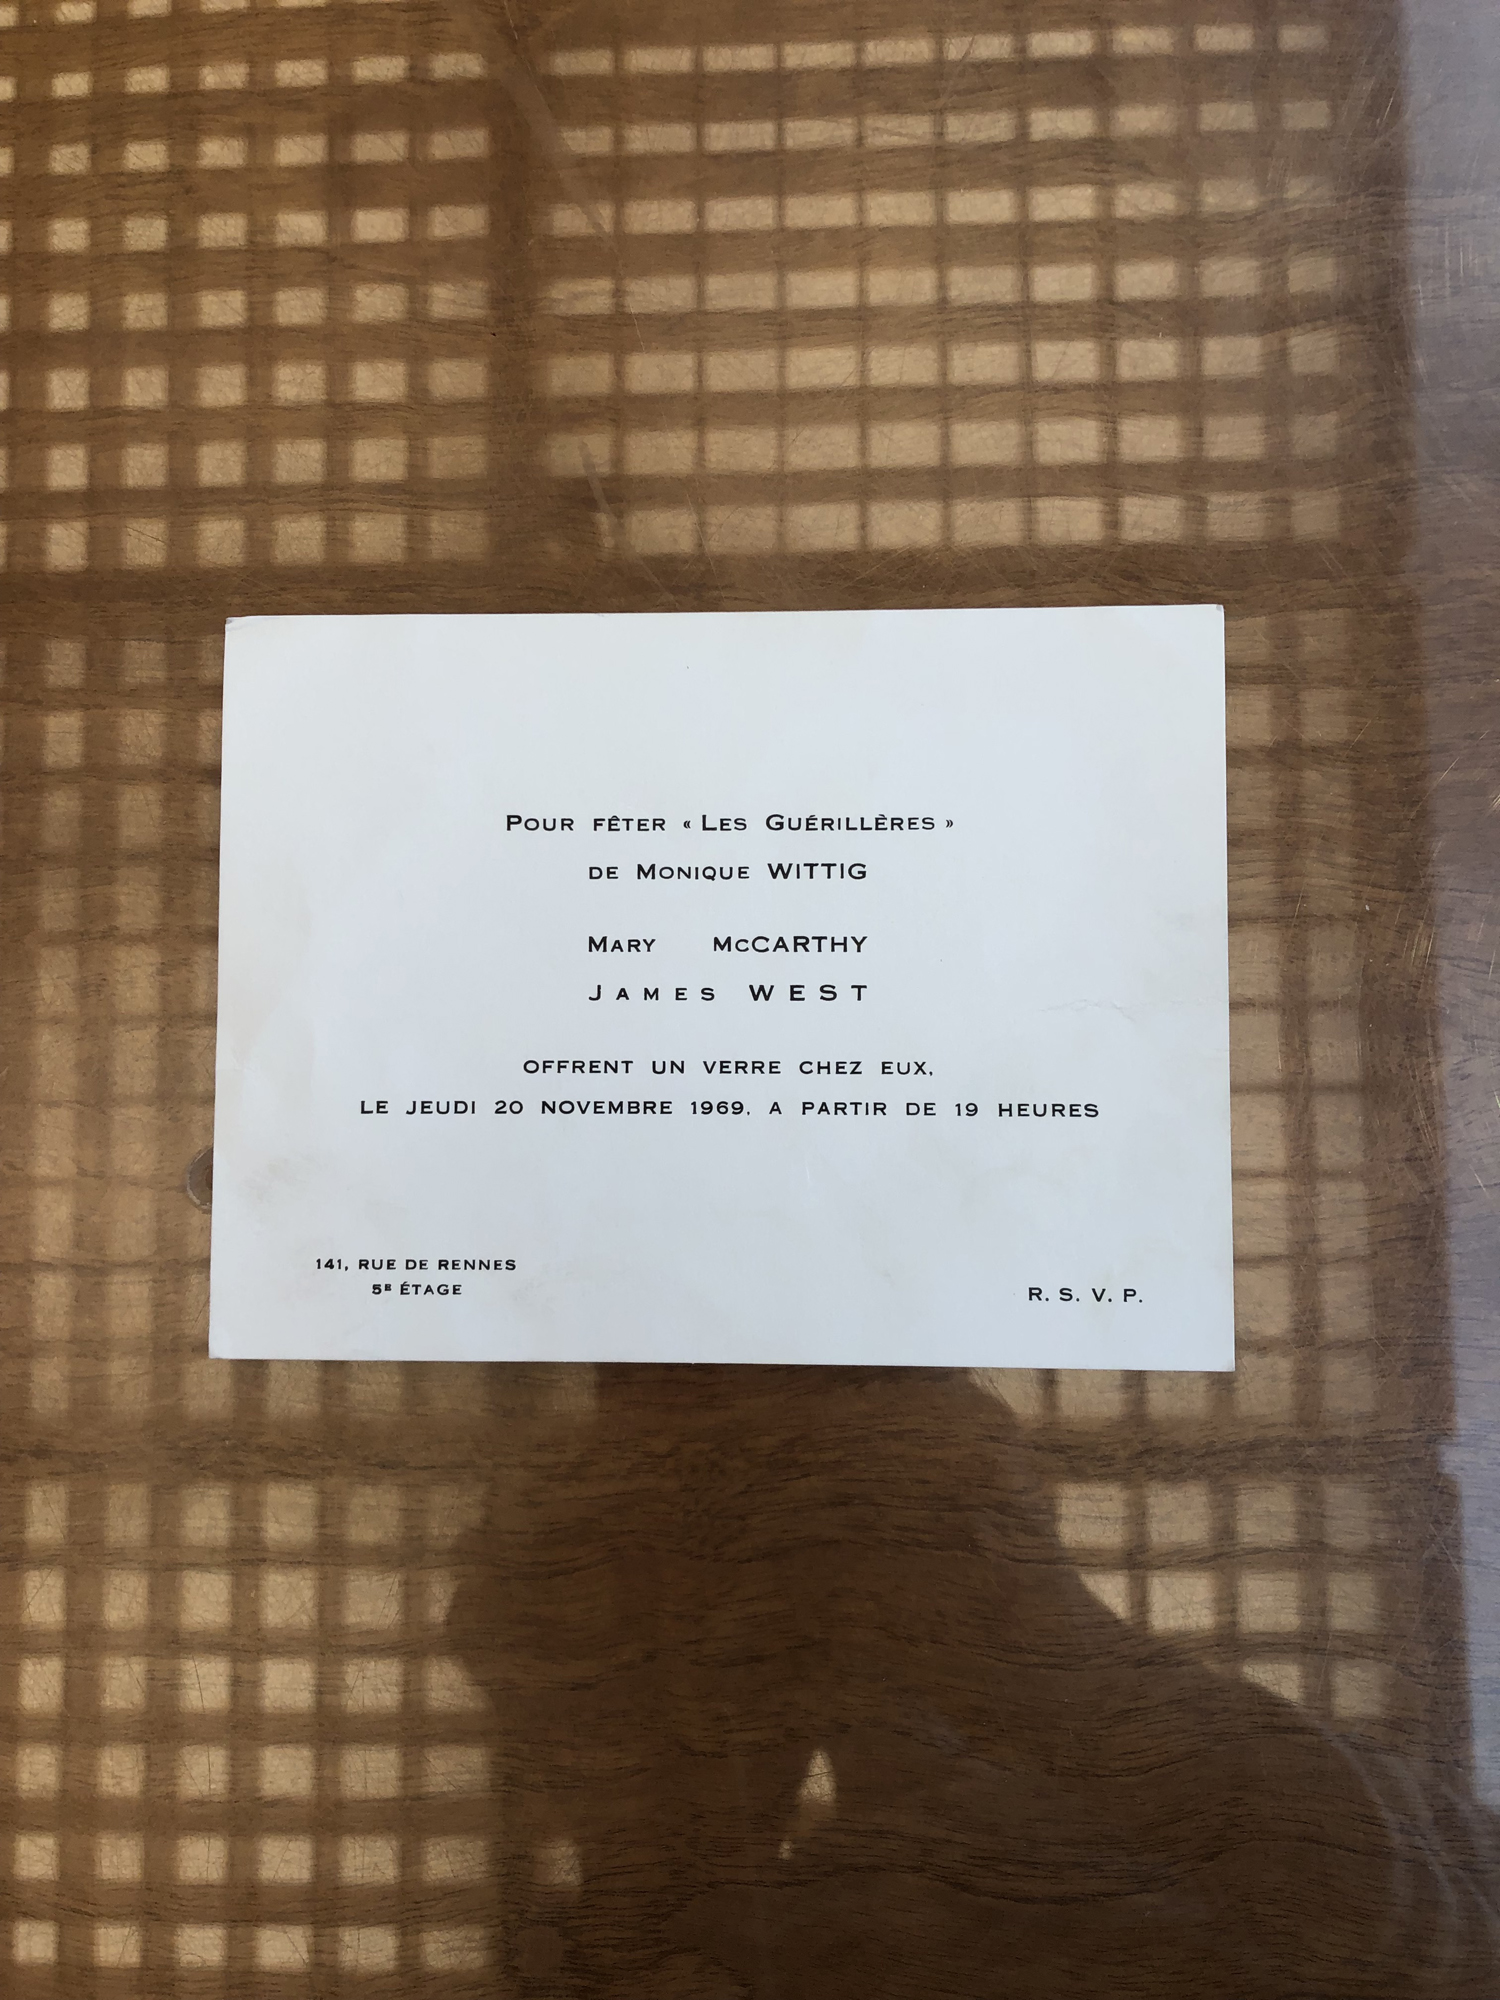 POUR FÊTER « LES GUÉRILLÈRES »
DE MONIQUE WITTIG
MARY McCARTHY
JAMES WEST
OFFRENT UN VERRE CHEZ EUX,
LE JEUDI 20 NOVEMBRE 1969, A PARTIR DE 19 HEURES
141, RUE DE RENNES
5E ÉTAGE
R. S. V. P.